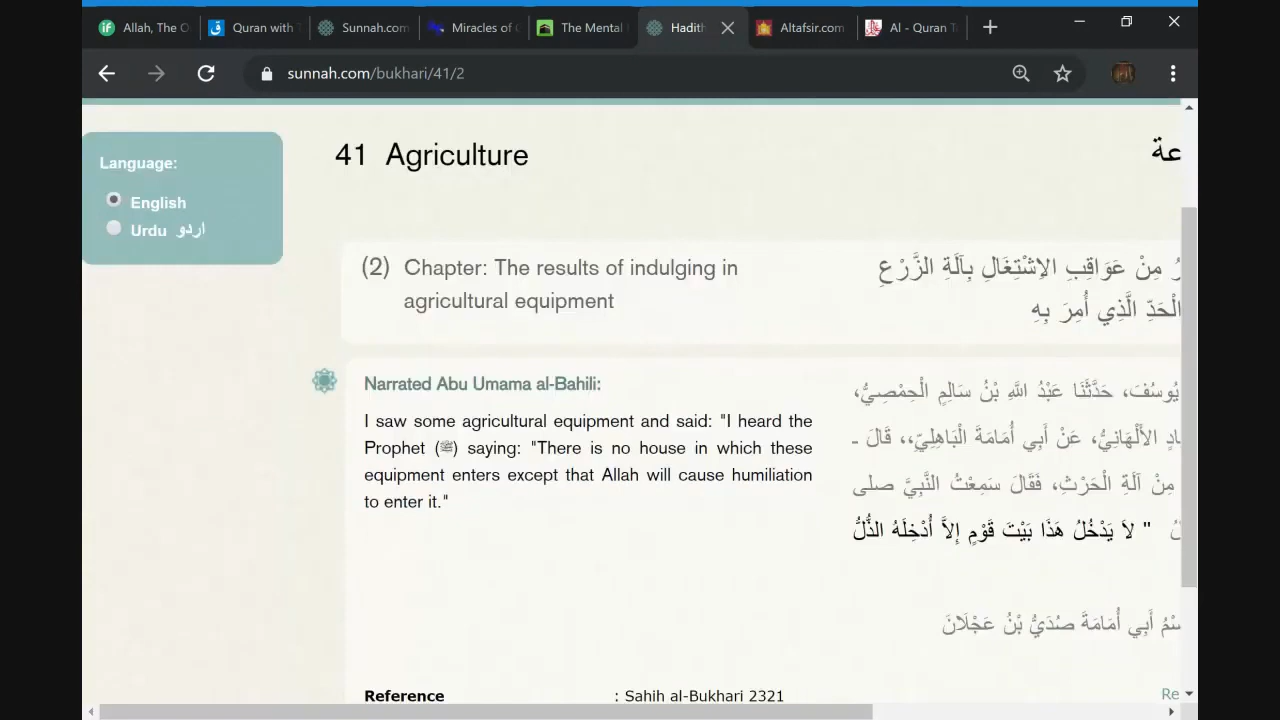 Allah, The O
Quran with T
Sunnah.com
Miracles of
The Mental
Hadith
Altafsir.com
Al - Quran T
sunnah.com/bukhari/41/2
Language:
English
Urdu اردو
41 Agriculture
عة
(2) Chapter: The results of indulging in
agricultural equipment
مِنْ عَوَاقِبِ الاِشْتِغَالِ بِآلَةِ الزَّرْعِ
الْحَدِّ الَّذِي أُمِرَ بِهِ
Narrated Abu Umama al-Bahili:
I saw some agricultural equipment and said: "I heard the
Prophet (ﷺ) saying: "There is no house in which these
equipment enters except that Allah will cause humiliation
to enter it."
يُوسُفَ، حَدَّثَنَا عَبْدُ اللَّهِ بْنُ سَالِمٍ الْحِمْصِيُّ،
الأَلْهَانِيُّ، عَنْ أَبِي أُمَامَةَ الْبَاهِلِيِّ،، قَالَ ـ
مِنْ آلَةِ الْحَرْثِ، فَقَالَ سَمِعْتُ النَّبِيَّ صلى
" لاَ يَدْخُلُ هَذَا بَيْتَ قَوْمٍ إِلاَّ أُدْخِلَهُ الذُّلُّ
أَبِي أُمَامَةَ صُدَيُّ بْنُ عَجْلاَنَ
Reference : Sahih al-Bukhari 2321
Re